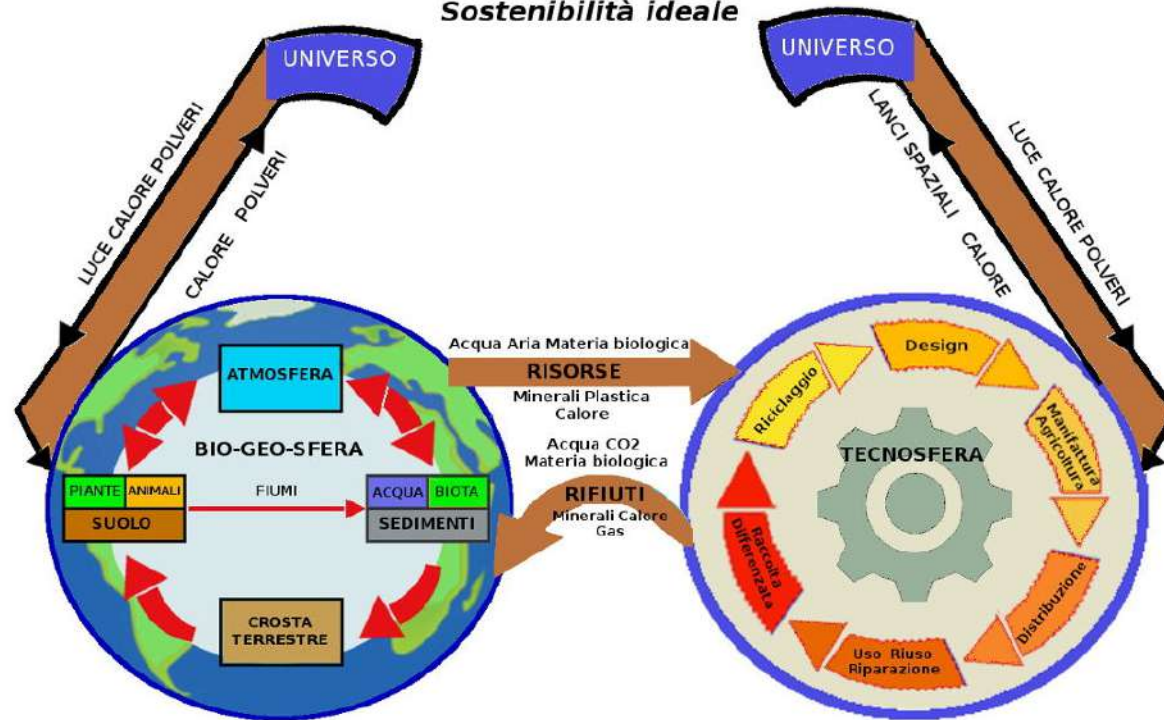 Sostenibilità ideale
UNIVERSO
UNIVERSO
LUCE CALORE POLVERI
CALORE POLVERI
LANCI SPAZIALI CALORE
LUCE CALORE POLVERI
ATMOSFERA
BIO-GEO-SFERA
PIANTE
ANIMALI
SUOLO
FIUMI
ACQUA
BIOTA
SEDIMENTI
CROSTA
TERRESTRE
Acqua Aria Materia biologica
RISORSE
Minerali Plastica
Calore
Acqua CO2
Materia biologica
RIFIUTI
Minerali Calore
Gas
TECNOSFERA
Design
Manifattura
Agricoltura
Distribuzione
Uso Riuso
Riparazione
Raccolta
Differenzata
Riciclaggio